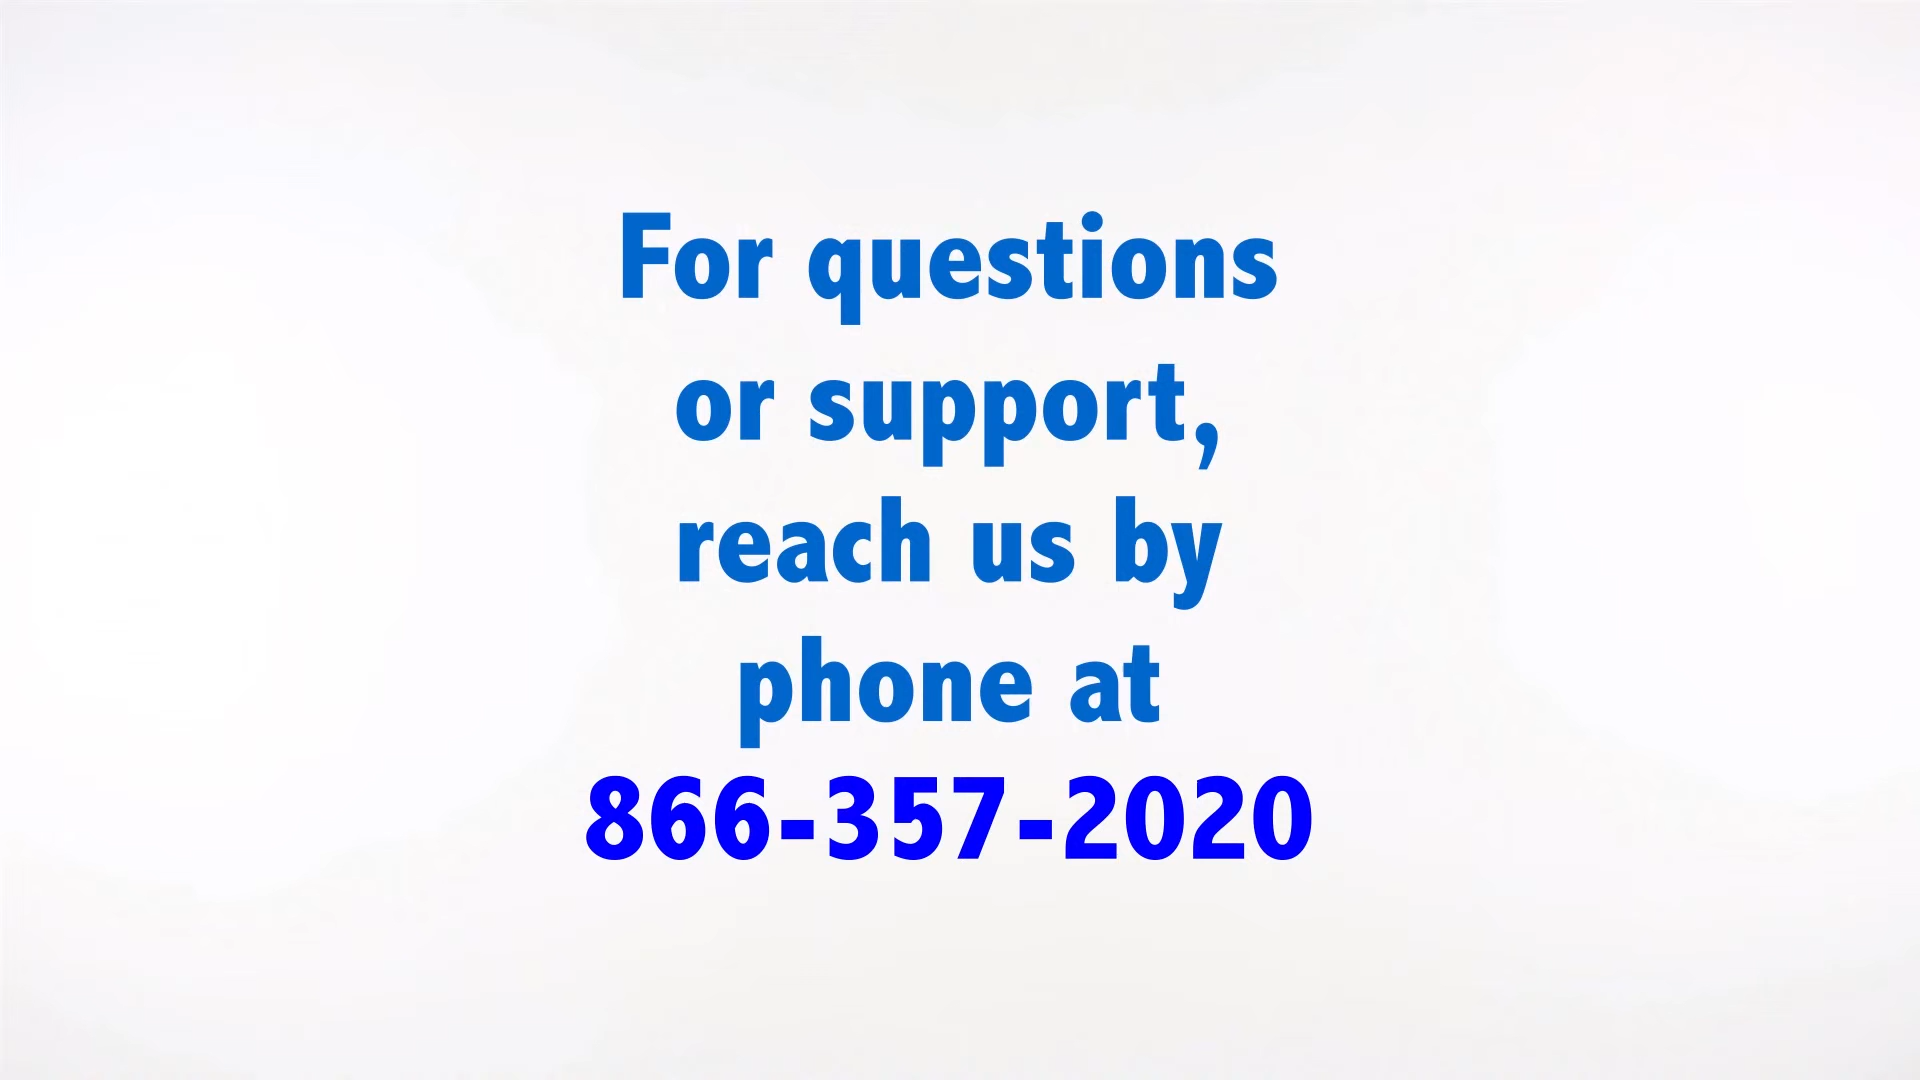 For questions
or support,
reach us by
phone at
866-357-2020